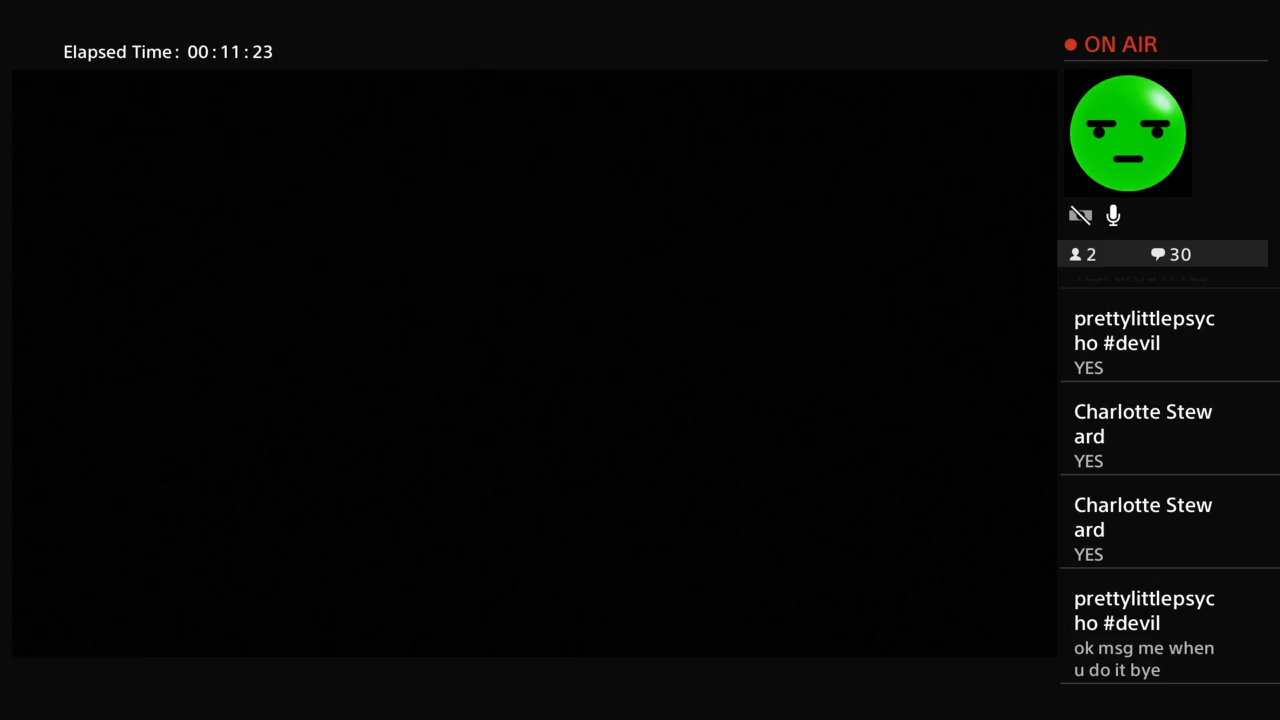 Elapsed Time: 00:11:23
ON AIR
2 30
prettylittlepsyc
ho #devil
YES
Charlotte Stew
ard
YES
Charlotte Stew
ard
YES
prettylittlepsyc
ho #devil
ok msg me when
u do it bye